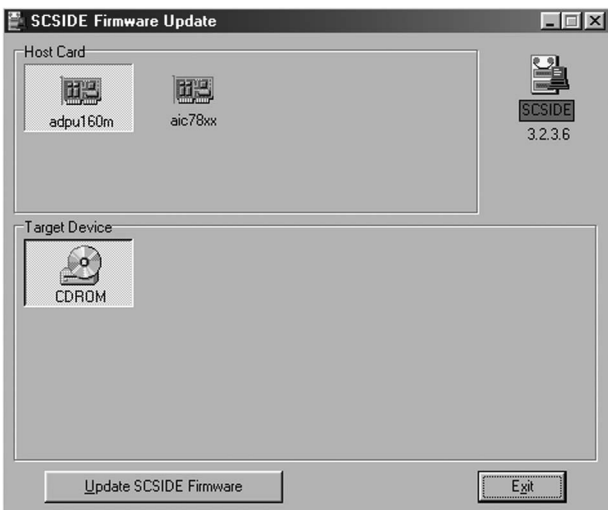 SCSIDE Firmware Update
Host Card
adpu160m
aic78xx
SCSIDE
3.2.3.6
Target Device
CDROM
Update SCSIDE Firmware
Exit